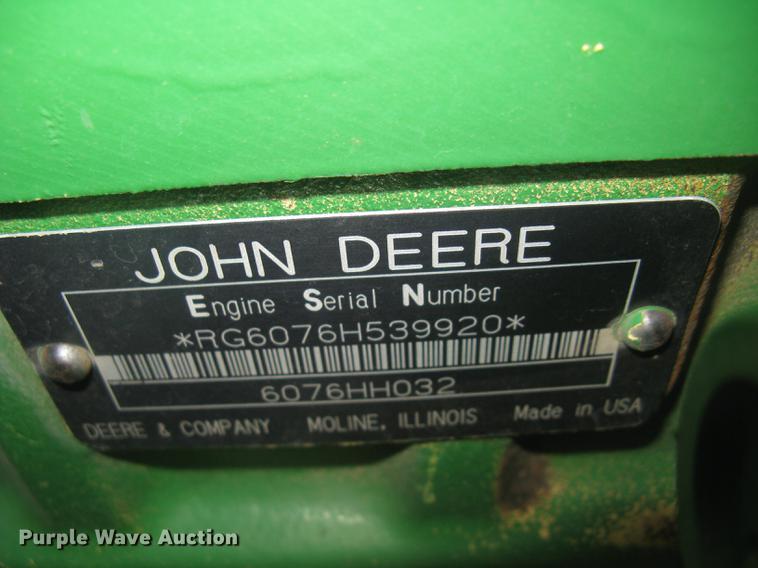 JOHN DEERE
Engine Serial Number
*RG6076H539920*
6076HH032
DEERE & COMPANY MOLINE, ILLINOIS Made in USA
Purple Wave Auction